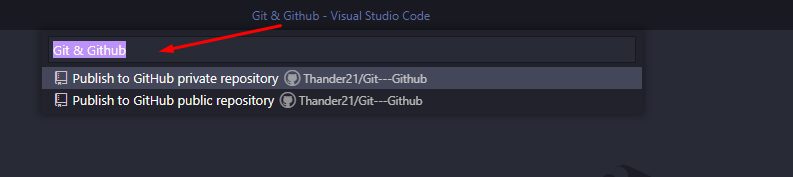 Git & Github - Visual Studio Code
Git & Github
Publish to GitHub private repository Thander21/Git---Github
Publish to GitHub public repository Thander21/Git---Github